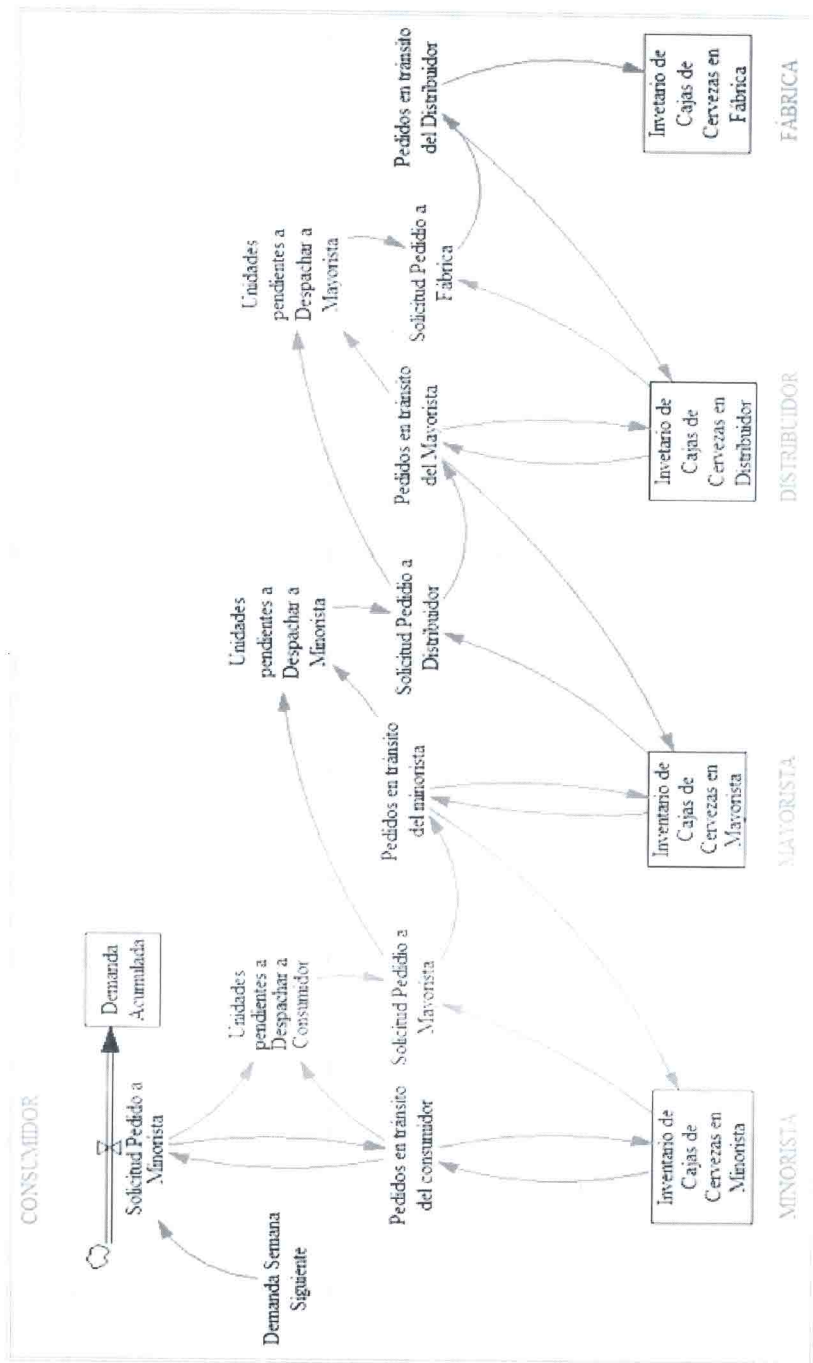 CONSUMIDOR
Demanda
Acumulada
Solicitud Pedido a
Minorista
Demanda Semana
Siguiente
Unidades
pendientes a
Despachar a
Consumidor
Unidades
pendientes a
Despachar a
Minorista
Unidades
pendientes a
Despachar a
Mayorista
Pedidos en tránsito
del consumidor
Solicitud Pedidio a
Mayorista
Pedidos en tránsito
del minorista
Solicitud Pedidio a
Distribuidor
Pedidos en tránsito
del Mayorista
Solicitud Pedidio a
Fábrica
Pedidos en tránsito
del Distribuidor
Inventario de
Cajas de
Cervezas en
Minorista
Inventario de
Cajas de
Cervezas en
Mayorista
Invetario de
Cajas de
Cervezas en
Distribuidor
Invetario de
Cajas de
Cervezas en
Fábrica
MINORISTA
MAYORISTA
DISTRIBUIDOR
FÁBRICA